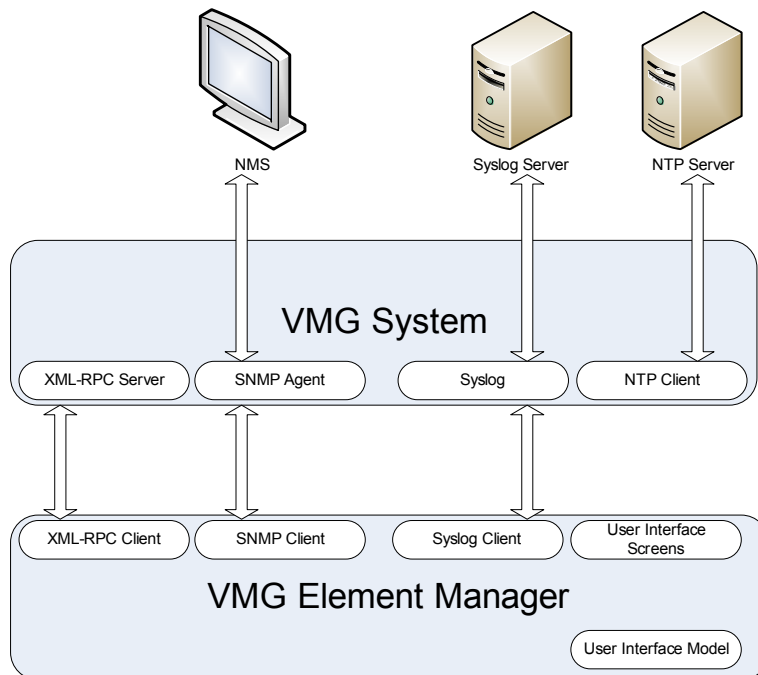 NMS
Syslog Server
NTP Server
VMG System
XML-RPC Server
SNMP Agent
Syslog
NTP Client
XML-RPC Client
SNMP Client
Syslog Client
User Interface
Screens
VMG Element Manager
User Interface Model